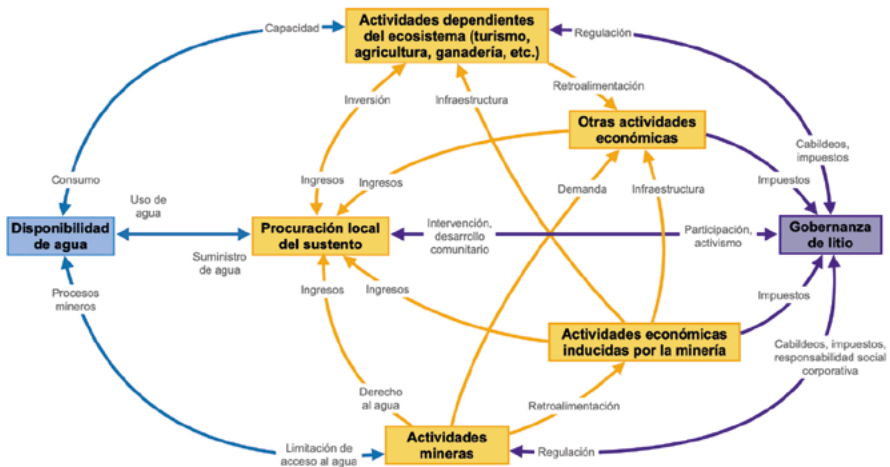 Actividades dependientes
del ecosistema (turismo,
agricultura, ganadería, etc.)
Capacidad
Regulación
Retroalimentación
Inversión
Infraestructura
Otras actividades
económicas
Cabildeos,
impuestos
Consumo
Ingresos
Ingresos
Demanda
Infraestructura
Impuestos
Uso de
agua
Disponibilidad
de agua
Procuración local
del sustento
Intervención,
desarrollo
comunitario
Participación,
activismo
Gobernanza
de litio
Suministro
de agua
Procesos
mineros
Ingresos
Ingresos
Impuestos
Actividades económicas
inducidas por la minería
Cabildeos, impuestos,
responsabilidad social
corporativa
Derecho
al agua
Retroalimentación
Limitación de
acceso al agua
Actividades
mineras
Regulación